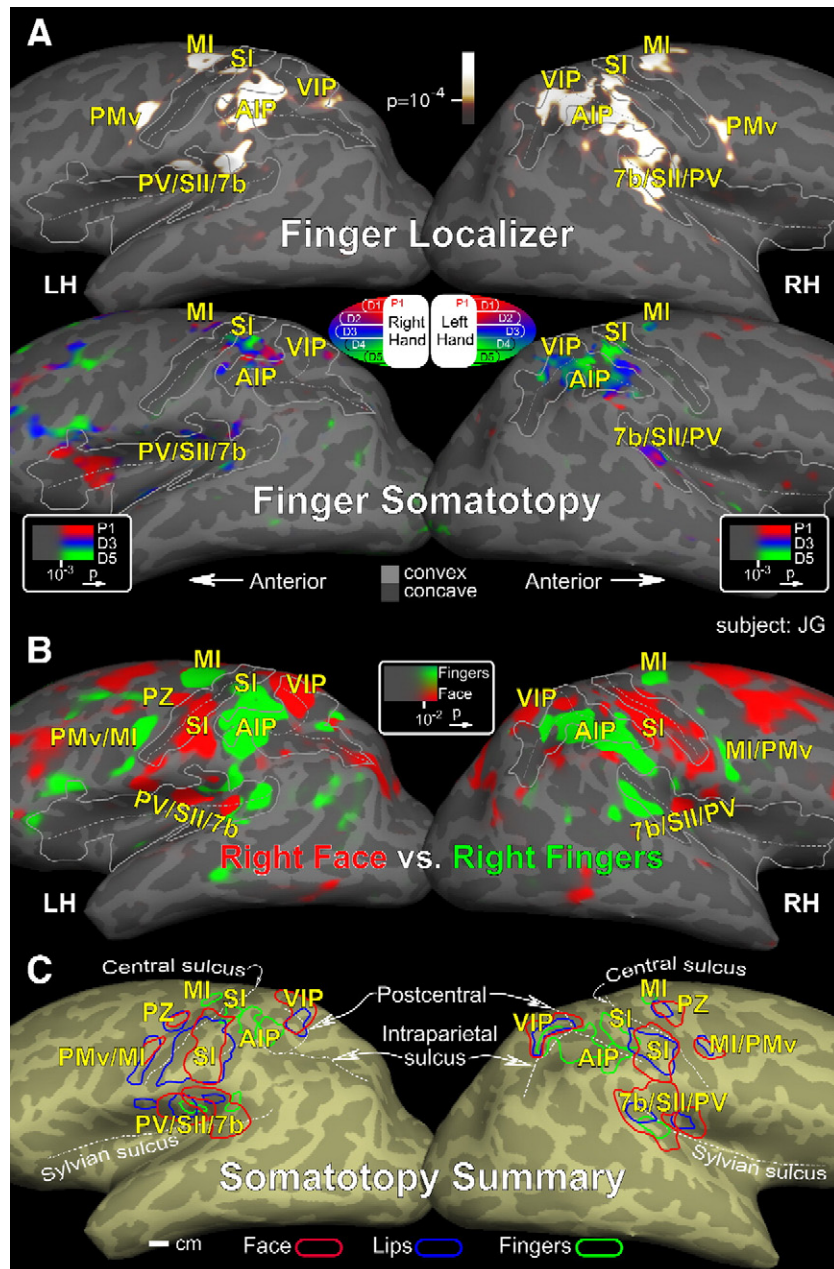 A
MI
SI
VIP
PMv
AIP
PV/SII/7b
p=10-4
MI
SI
VIP
AIP
PMv
7b/SII/PV
Finger Localizer
LH
RH
D1
P1
D2
D3
D4
D5
Right
Hand
P1
D1
D2
D3
D4
D5
Left
Hand
MI
SI
VIP
AIP
PV/SII/7b
MI
SI
VIP
AIP
7b/SII/PV
Finger Somatotopy
P1
D3
D5
10-3 p
P1
D3
D5
10-3 p
Anterior
convex
concave
Anterior
subject: JG
B
MI
SI
VIP
PZ
SI
AIP
PMv/MI
PV/SII/7b
Fingers
Face
10-2 p
MI
VIP
AIP
SI
MI/PMv
7b/SII/PV
Right Face vs. Right Fingers
LH
RH
C
Central sulcus
MI
SI
VIP
PZ
AIP
PMv/MI
SI
PV/SII/7b
Sylvian sulcus
Postcentral
Intraparietal
sulcus
Central sulcus
MI
PZ
SI
VIP
AIP
SI
MI/PMv
7b/SII/PV
Sylvian sulcus
Somatotopy Summary
cm
Face
Lips
Fingers